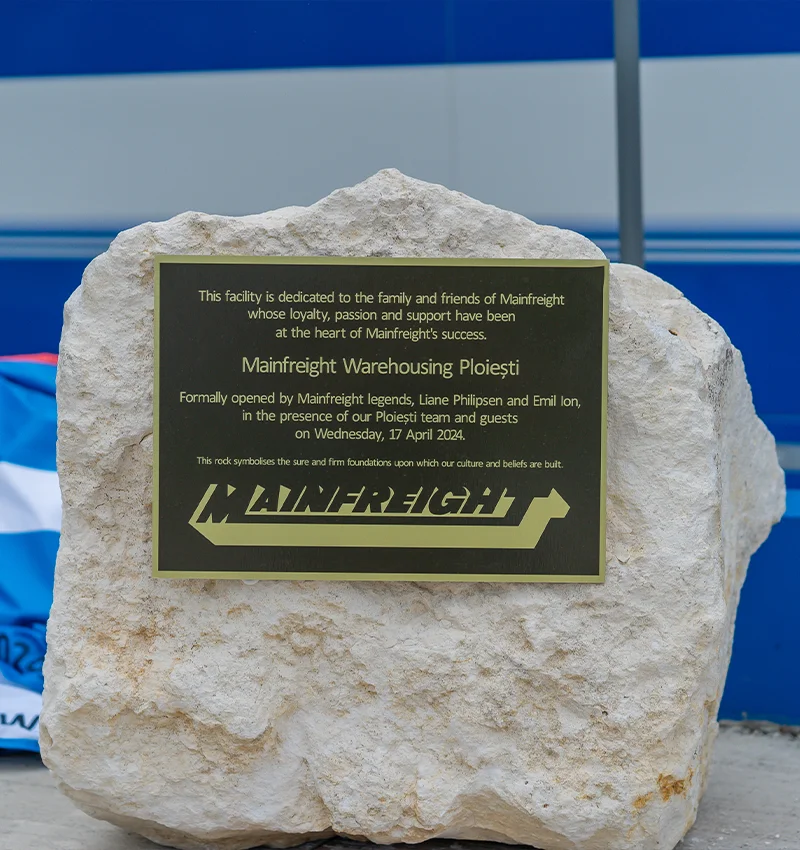 This facility is dedicated to the family and friends of Mainfreight
whose loyalty, passion and support have been
at the heart of Mainfreight's success.
Mainfreight Warehousing Ploiești
Formally opened by Mainfreight legends, Liane Philipsen and Emil Ion,
in the presence of our Ploiești team and guests
on Wednesday, 17 April 2024.
This rock symbolises the sure and firm foundations upon which our culture and beliefs are built.
MAINFREIGHT